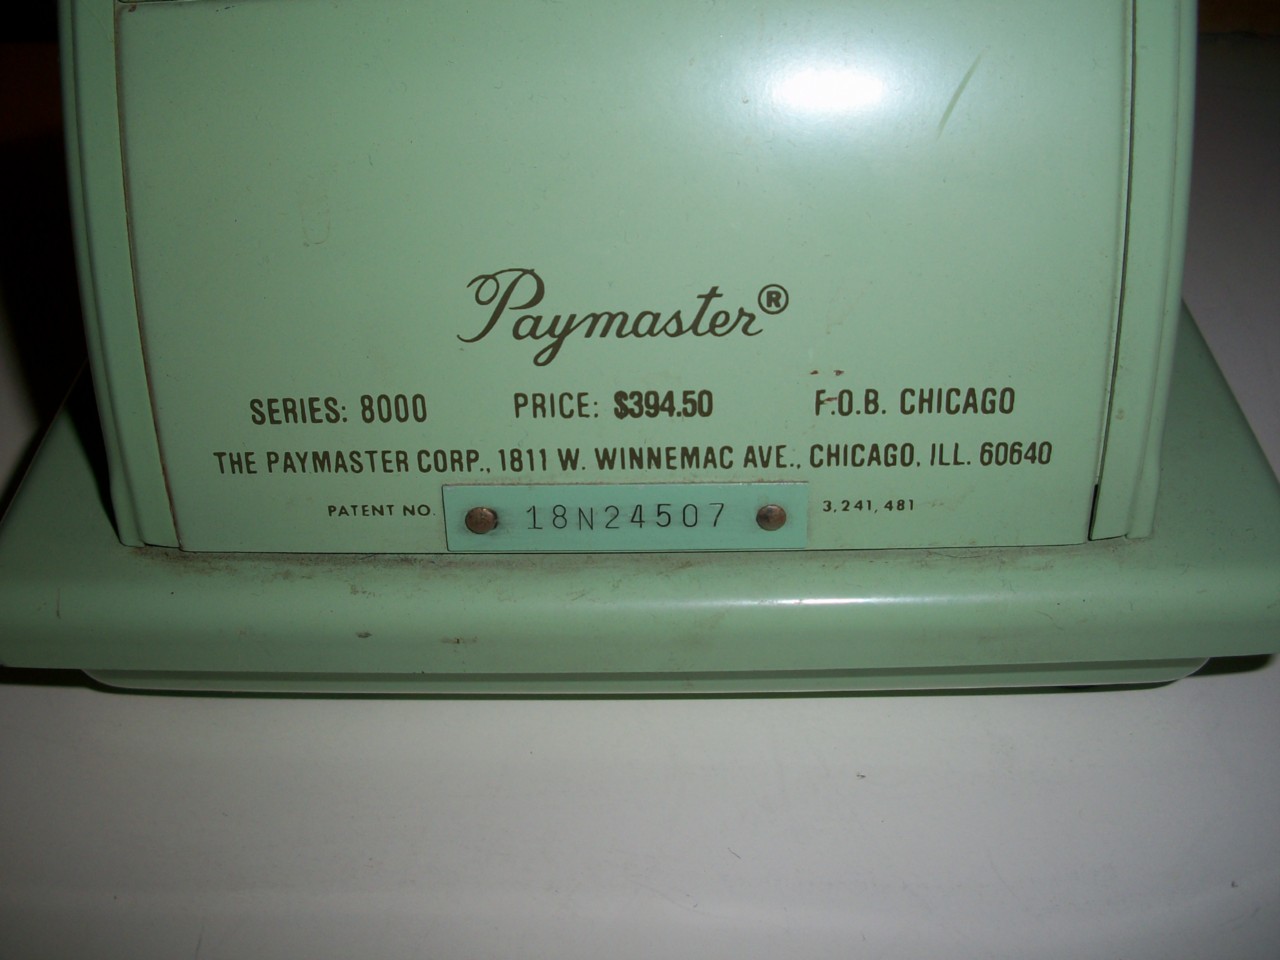 Paymaster®
SERIES: 8000 PRICE: $394.50 F.O.B. CHICAGO
THE PAYMASTER CORP., 1811 W. WINNEMAC AVE., CHICAGO, ILL. 60640
PATENT NO. 18N24507 3,241,481